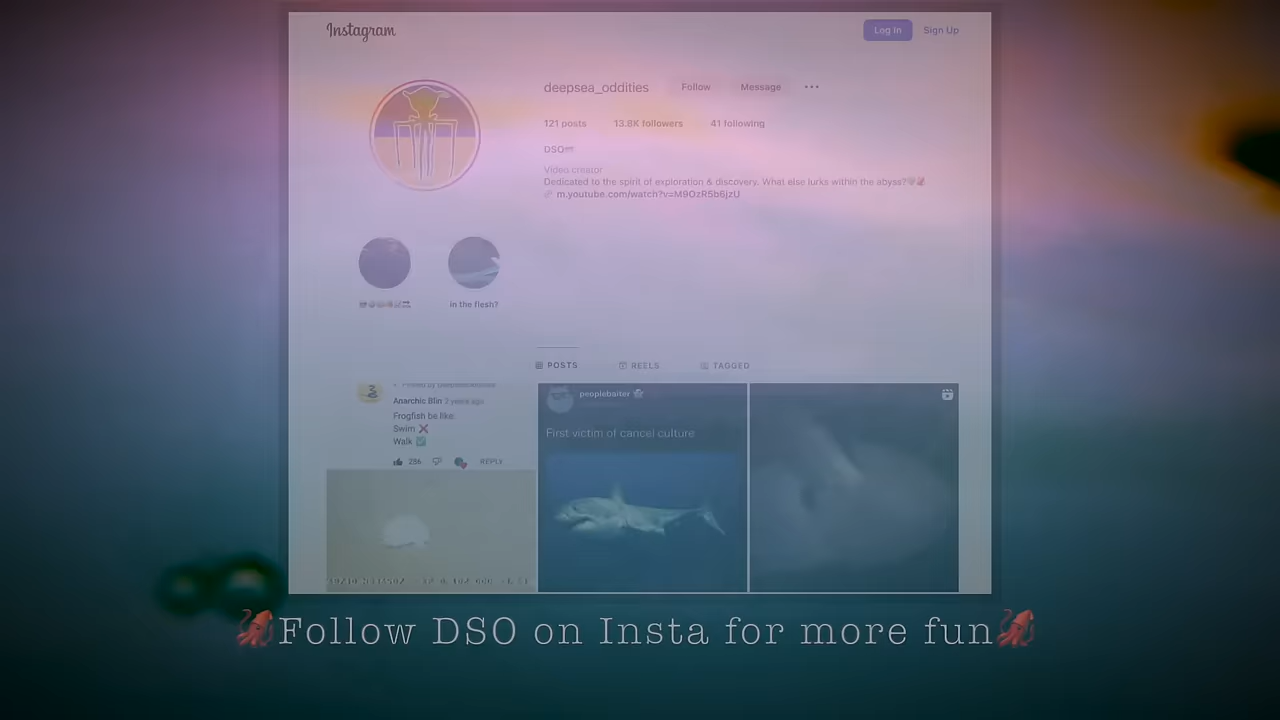 Instagram
Log In
Sign Up
deepsea_oddities
Follow
Message
121 posts
13.8K followers
41 following
DSO
Video creator
Dedicated to the spirit of exploration & discovery. What else lurks within the abyss?
m.youtube.com/watch?v=M9OzR5b6jzU
in the flesh?
POSTS
REELS
TAGGED
Anarchic Blin 2 years ago
Frogfish be like:
Swim ❌
Walk ✅
286
REPLY
peoplebaiter
First victim of cancel culture
🦑Follow DSO on Insta for more fun🦑